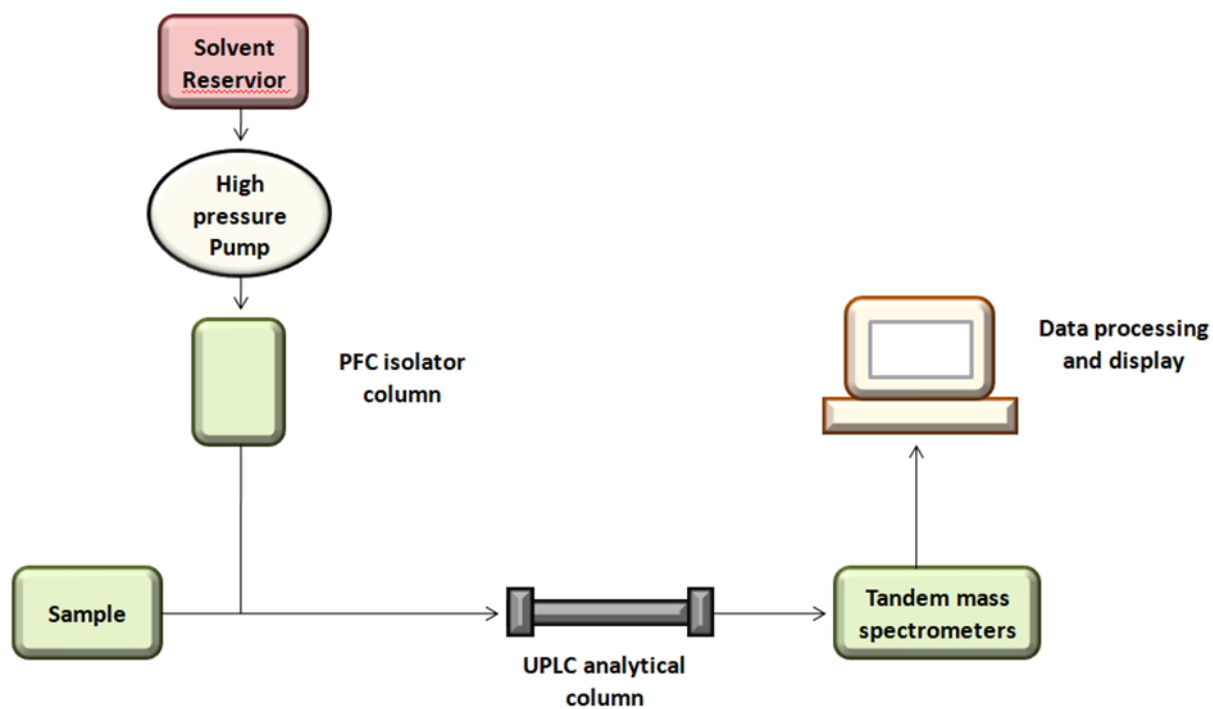 Solvent
Reservior
High
pressure
Pump
PFC isolator
column
Data processing
and display
Sample
UPLC analytical
column
Tandem mass
spectrometers